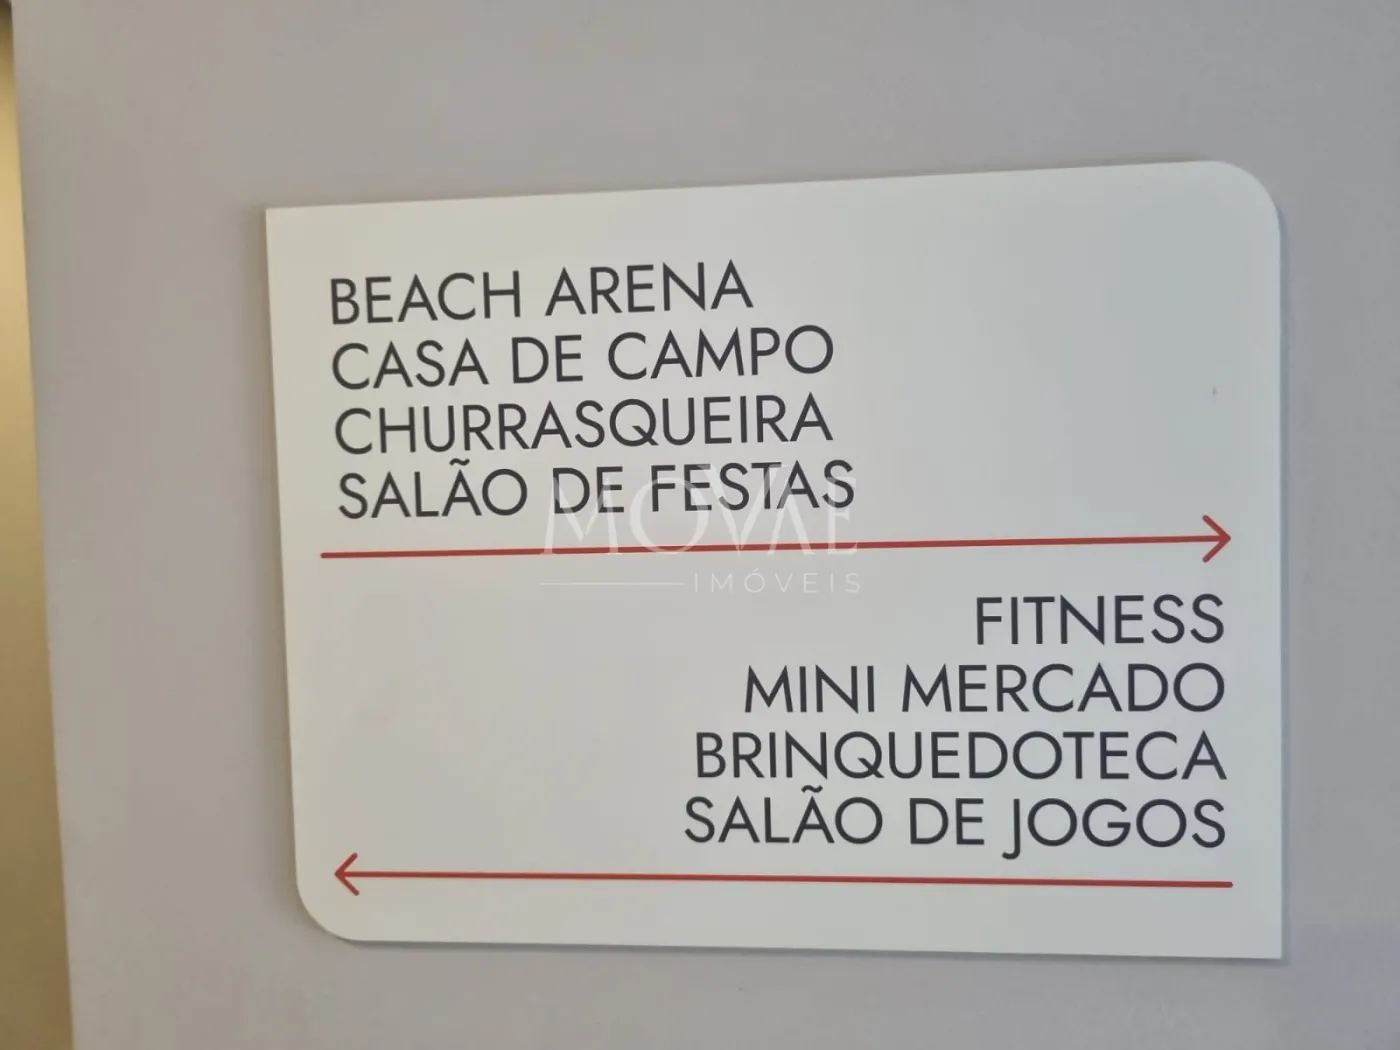 BEACH ARENA
CASA DE CAMPO
CHURRASQUEIRA
SALÃO DE FESTAS
MOVAE
IMÓVEIS
FITNESS
MINI MERCADO
BRINQUEDOTECA
SALÃO DE JOGOS